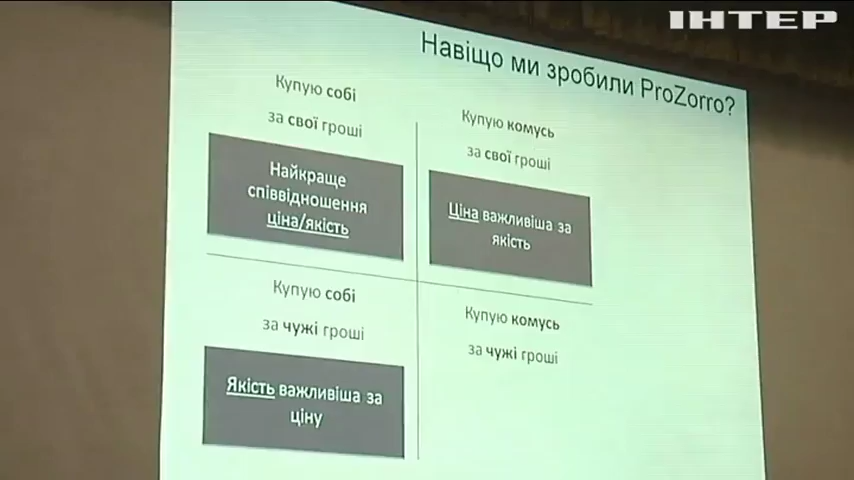 ІНТЕР
Навіщо ми зробили ProZorro?
Купую собі
за свої гроші
Найкраще
співвідношення
ціна/якість
Купую комусь
за свої гроші
Ціна важливіша за
якість
Купую собі
за чужі гроші
Якість важливіша за
ціну
Купую комусь
за чужі гроші